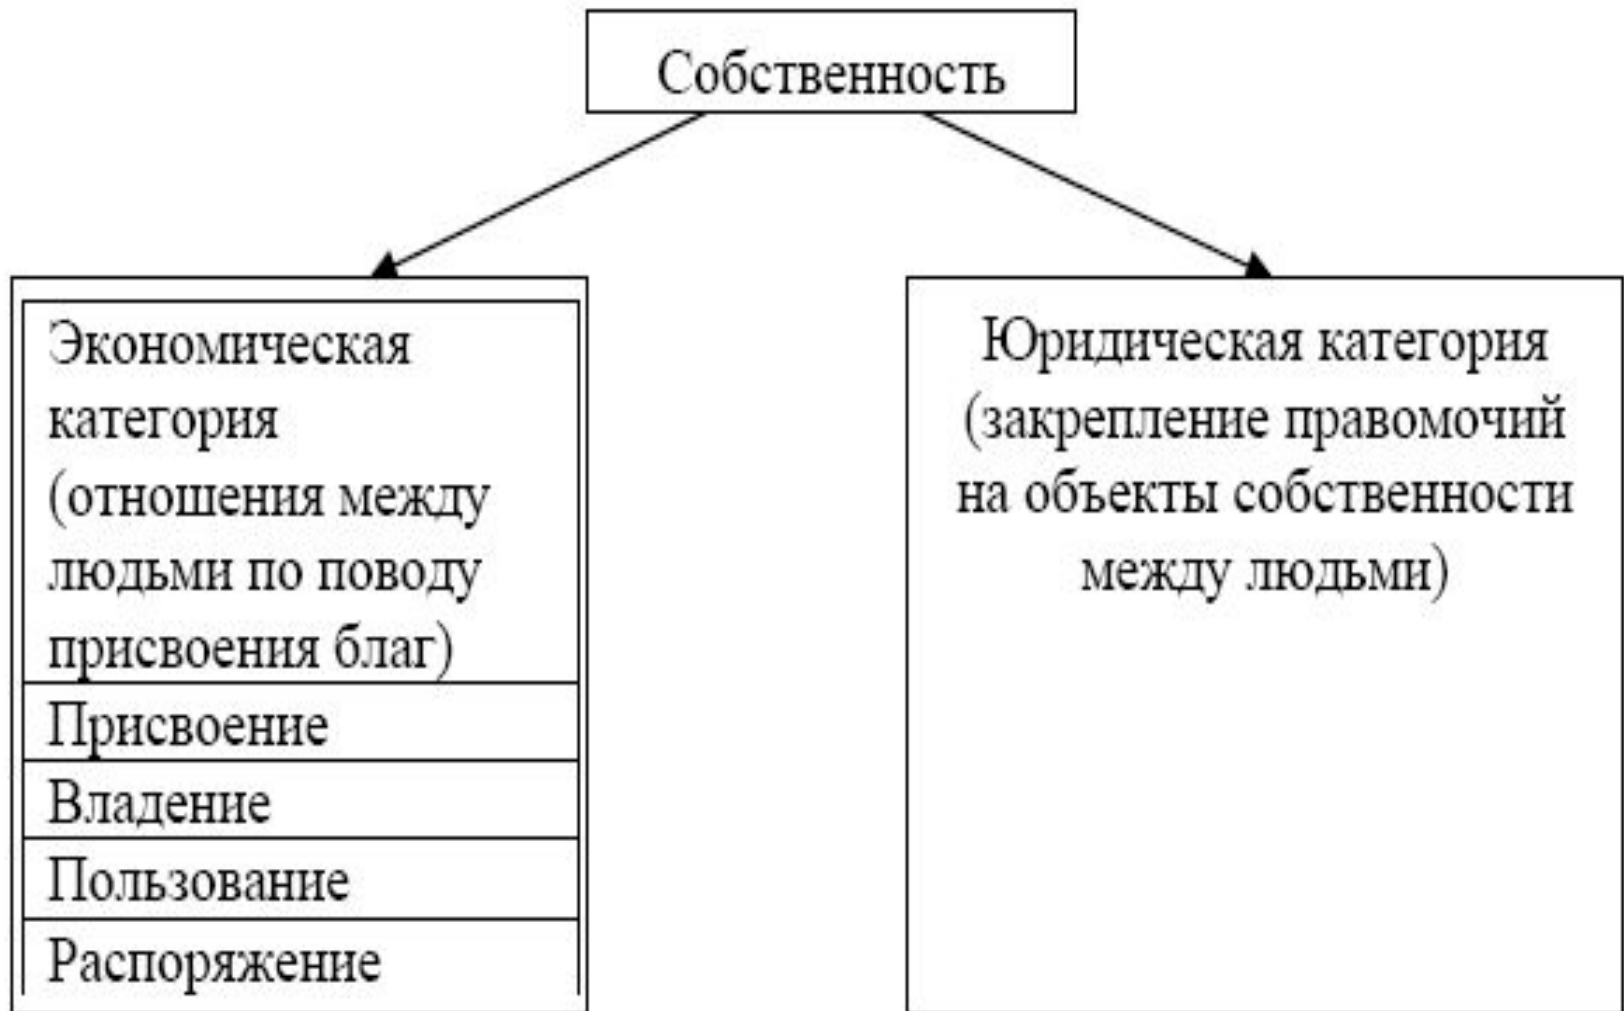 Собственность
Экономическая
категория
(отношения между
людьми по поводу
присвоения благ)
Присвоение
Владение
Пользование
Распоряжение
Юридическая категория
(закрепление правомочий
на объекты собственности
между людьми)